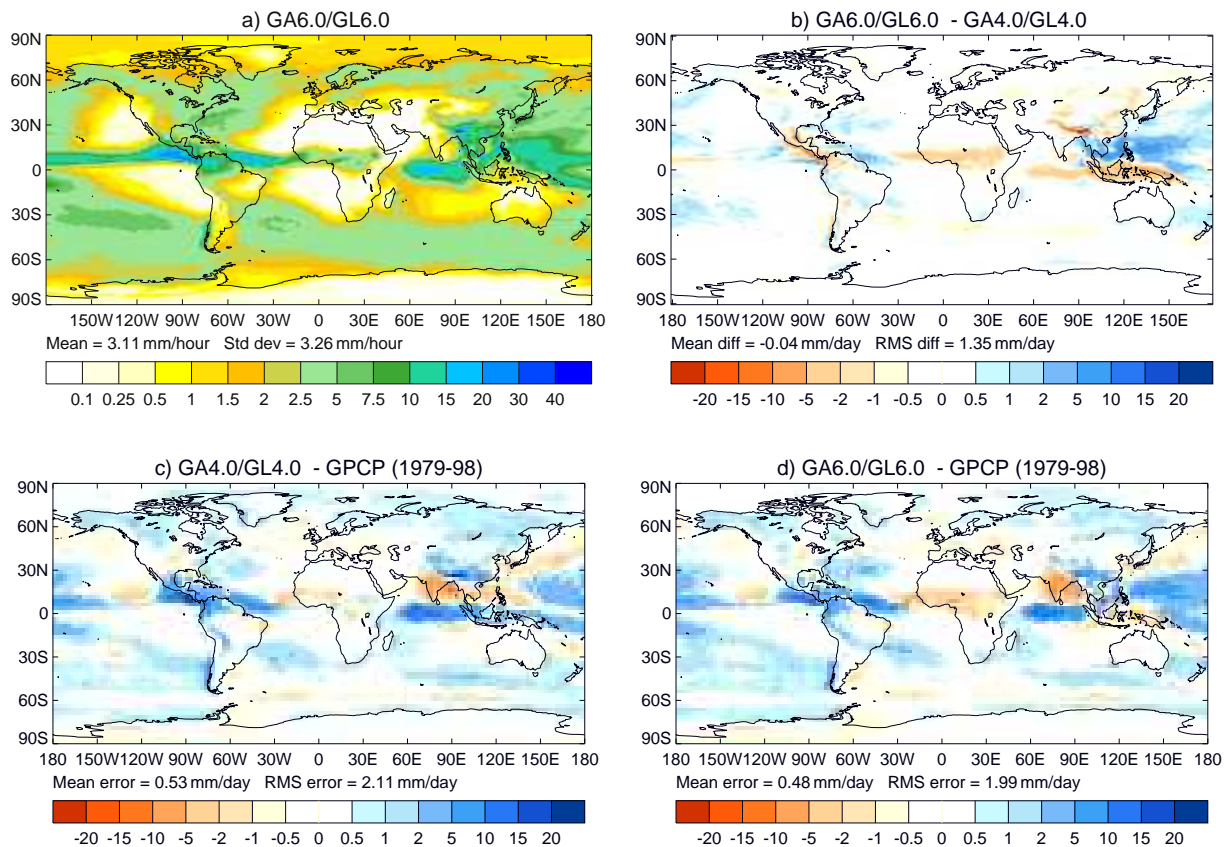 a) GA6.0/GL6.0
90N
60N
30N
0
30S
60S
90S
150W 120W 90W 60W 30W 0 30E 60E 90E 120E 150E 180
Mean = 3.11 mm/hour Std dev = 3.26 mm/hour
0.1 0.25 0.5 1 1.5 2 2.5 5 7.5 10 15 20 30 40
b) GA6.0/GL6.0 - GA4.0/GL4.0
90N
60N
30N
0
30S
60S
90S
180 150W 120W 90W 60W 30W 0 30E 60E 90E 120E 150E
Mean diff = -0.04 mm/day RMS diff = 1.35 mm/day
-20 -15 -10 -5 -2 -1 -0.5 0 0.5 1 2 5 10 15 20
c) GA4.0/GL4.0 - GPCP (1979-98)
90N
60N
30N
0
30S
60S
90S
180 150W 120W 90W 60W 30W 0 30E 60E 90E 120E 150E 180
Mean error = 0.53 mm/day RMS error = 2.11 mm/day
-20 -15 -10 -5 -2 -1 -0.5 0 0.5 1 2 5 10 15 20
d) GA6.0/GL6.0 - GPCP (1979-98)
90N
60N
30N
0
30S
60S
90S
180 150W 120W 90W 60W 30W 0 30E 60E 90E 120E 150E 180
Mean error = 0.48 mm/day RMS error = 1.99 mm/day
-20 -15 -10 -5 -2 -1 -0.5 0 0.5 1 2 5 10 15 20